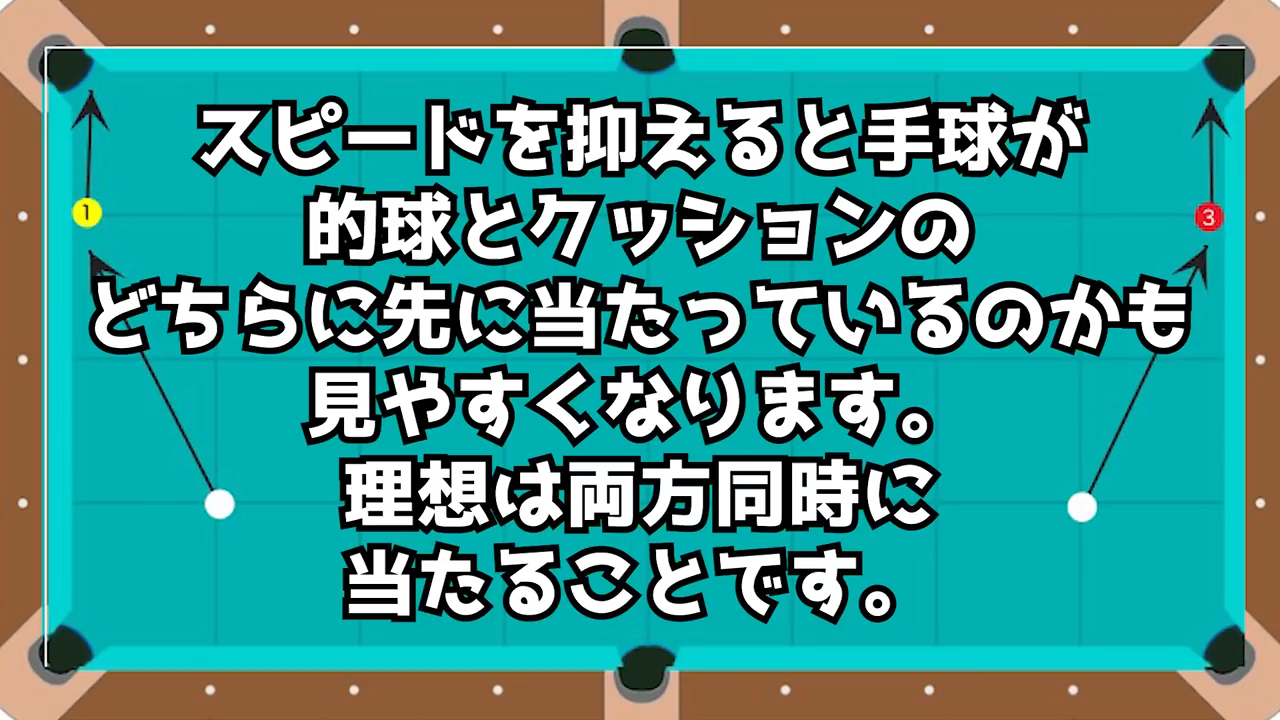 スピードを抑えると手球が
的球とクッションの
どちらに先に当たっているのかも
見やすくなります。
理想は両方同時に
当たることです。
1
3